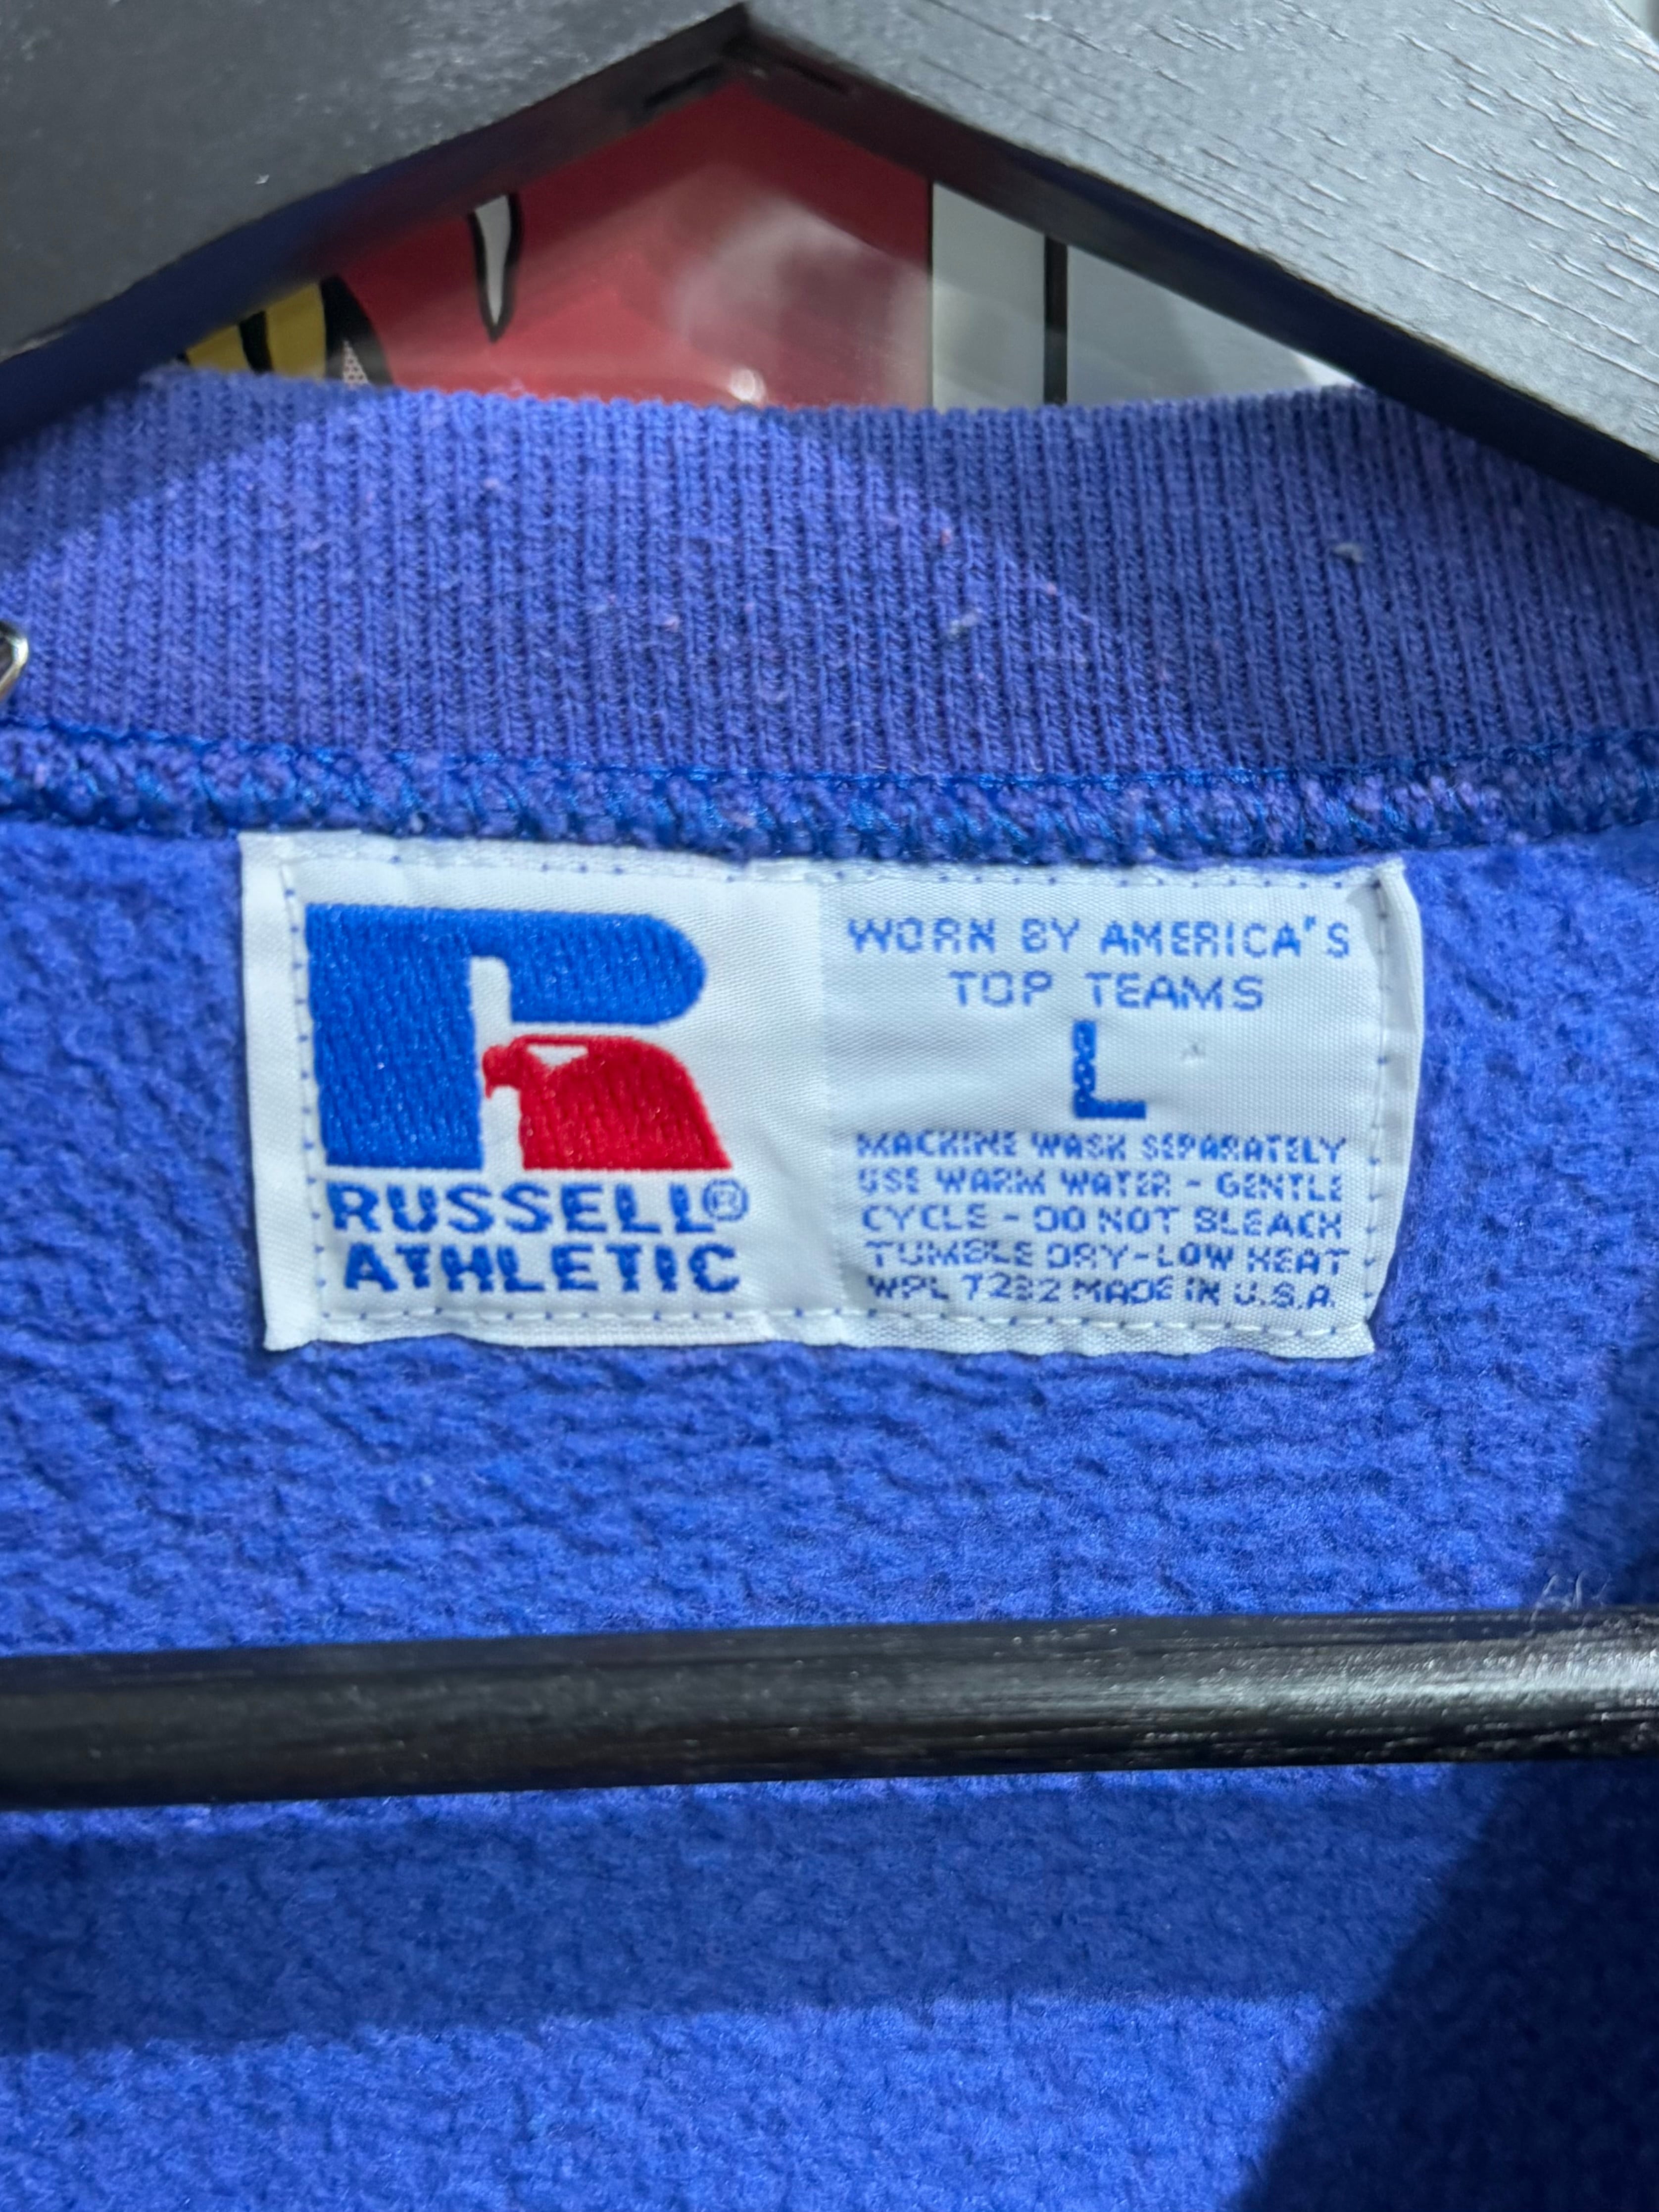 RUSSELL®
ATHLETIC
WORN BY AMERICA'S
TOP TEAMS
L
MACHINE WASH SEPARATELY
USE WARM WATER - GENTLE
CYCLE - DO NOT BLEACH
TUMBLE DRY-LOW HEAT
WPL 7282 MADE IN U.S.A.